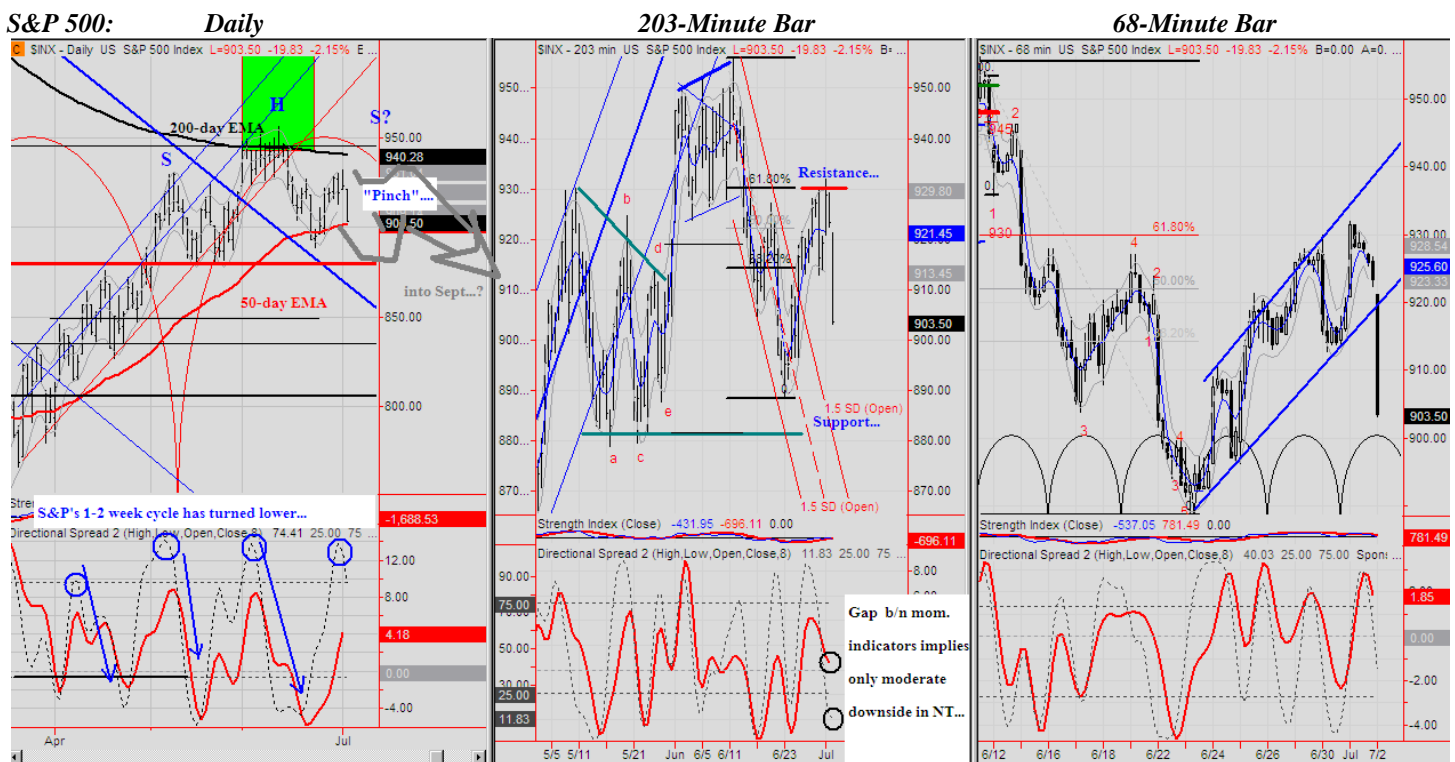 S&P 500: Daily
203-Minute Bar
68-Minute Bar
C $INX - Daily US S&P 500 Index L=903.50 -19.83 -2.15% E ...
200-day EMA
H
S
S?
"Pinch"....
into Sept...?
50-day EMA
950.00
940.28
850.00
800.00
S&P's 1-2 week cycle has turned lower...
-1,688.53
Directional Spread 2 (High,Low,Open,Close,8) 74.41 25.00 75 ...
12.00
8.00
4.18
0.00
-4.00
Apr
Jul
$INX - 203 min US S&P 500 Index L=903.50 -19.83 -2.15% B= ...
950...
940...
930...
920...
910...
900...
890...
880...
870...
b
d
a
c
e
61.80%
Resistance...
1.5 SD (Open)
Support...
1.5 SD (Open)
950.00
940.00
929.80
921.45
913.45
910.00
903.50
900.00
890.00
880.00
870.00
Strength Index (Close) -431.95 -696.11 0.00
-696.11
Directional Spread 2 (High,Low,Open,Close,8) 11.83 25.00 75 ...
90.00
75.00
50.00
25.00
11.83
8.00
6.00
Gap b/n mom.
indicators implies
only moderate
downside in NT...
5/5 5/11 5/21 Jun 6/11 6/23 Jul
$INX - 68 min US S&P 500 Index L=903.50 -19.83 -2.15% B=0.00 A=0. ...
2
945
1
930
61.80%
4
50.00%
2
1
3
4
3
950.00
940.00
930.00
928.54
925.60
923.33
920.00
910.00
903.50
900.00
Strength Index (Close) -537.05 781.49 0.00
781.49
Directional Spread 2 (High,Low,Open,Close,8) 40.03 25.00 75.00 Spon:
1.85
0.00
-2.00
-4.00
6/12 6/16 6/18 6/22 6/24 6/26 6/30 Jul 7/2